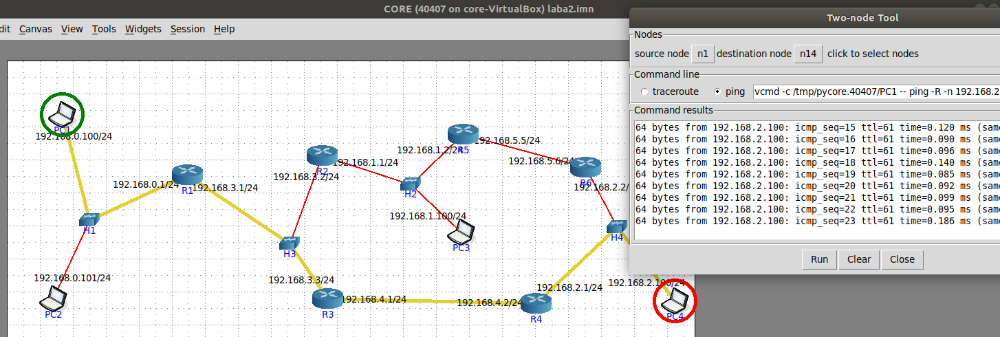 CORE (40407 on core-VirtualBox) laba2.imn
dit Canvas View Tools Widgets Session Help
Two-node Tool
Nodes
source node n1 destination node n14 click to select nodes
Command line
traceroute ping vcmd -c /tmp/pycore.40407/PC1 -- ping -R -n 192.168.2
Command results
64 bytes from 192.168.2.100: icmp_seq=15 ttl=61 time=0.120 ms (same
64 bytes from 192.168.2.100: icmp_seq=16 ttl=61 time=0.090 ms (same
64 bytes from 192.168.2.100: icmp_seq=17 ttl=61 time=0.096 ms (same
64 bytes from 192.168.2.100: icmp_seq=18 ttl=61 time=0.140 ms (same
64 bytes from 192.168.2.100: icmp_seq=19 ttl=61 time=0.085 ms (same
64 bytes from 192.168.2.100: icmp_seq=20 ttl=61 time=0.092 ms (same
64 bytes from 192.168.2.100: icmp_seq=21 ttl=61 time=0.099 ms (same
64 bytes from 192.168.2.100: icmp_seq=22 ttl=61 time=0.095 ms (same
64 bytes from 192.168.2.100: icmp_seq=23 ttl=61 time=0.186 ms (same
Run Clear Close
PC1
192.168.0.100/24
192.168.0.1/24
R1
192.168.3.1/24
H1
192.168.0.101/24
PC2
R2
192.168.1.1/24
192.168.3.2/24
H3
192.168.3.3/24
R3
192.168.4.1/24
192.168.1.2/24
R5
192.168.5.5/24
H2
192.168.1.100/24
PC3
192.168.5.6/24
R6
192.168.2.2/
H4
192.168.2.1/24
192.168.4.2/24
R4
192.168.2.100/24
PC4